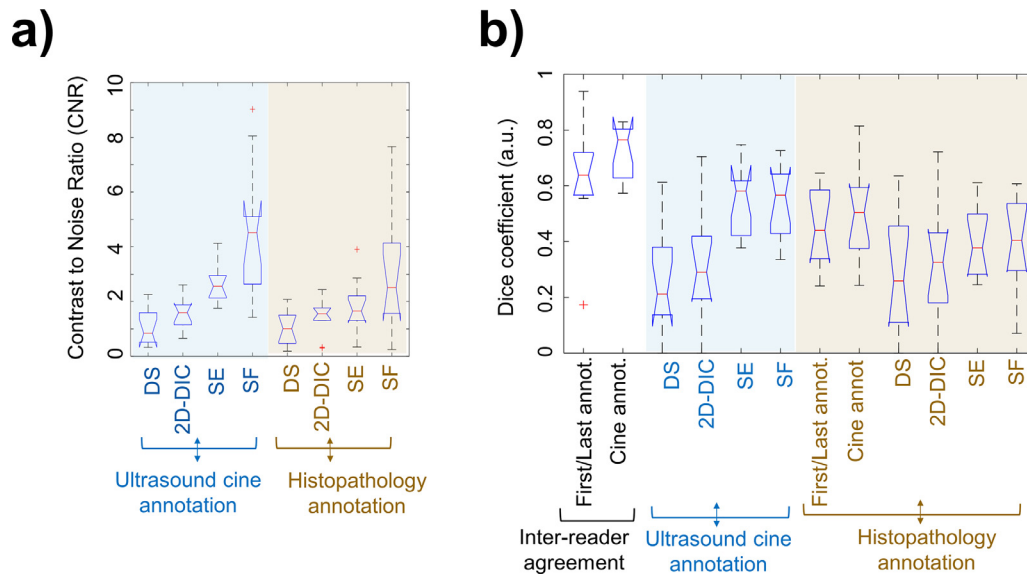 a)
Contrast to Noise Ratio (CNR)
10
8
6
4
2
0
DS
2D-DIC
SE
SF
DS
2D-DIC
SE
SF
Ultrasound cine
annotation
Histopathology
annotation
b)
Dice coefficient (a.u.)
1
0.8
0.6
0.4
0.2
0
First/Last annot.
Cine annot.
DS
2D-DIC
SE
SF
First/Last annot.
Cine annot.
DS
2D-DIC
SE
SF
Inter-reader
agreement
Ultrasound cine
annotation
Histopathology
annotation